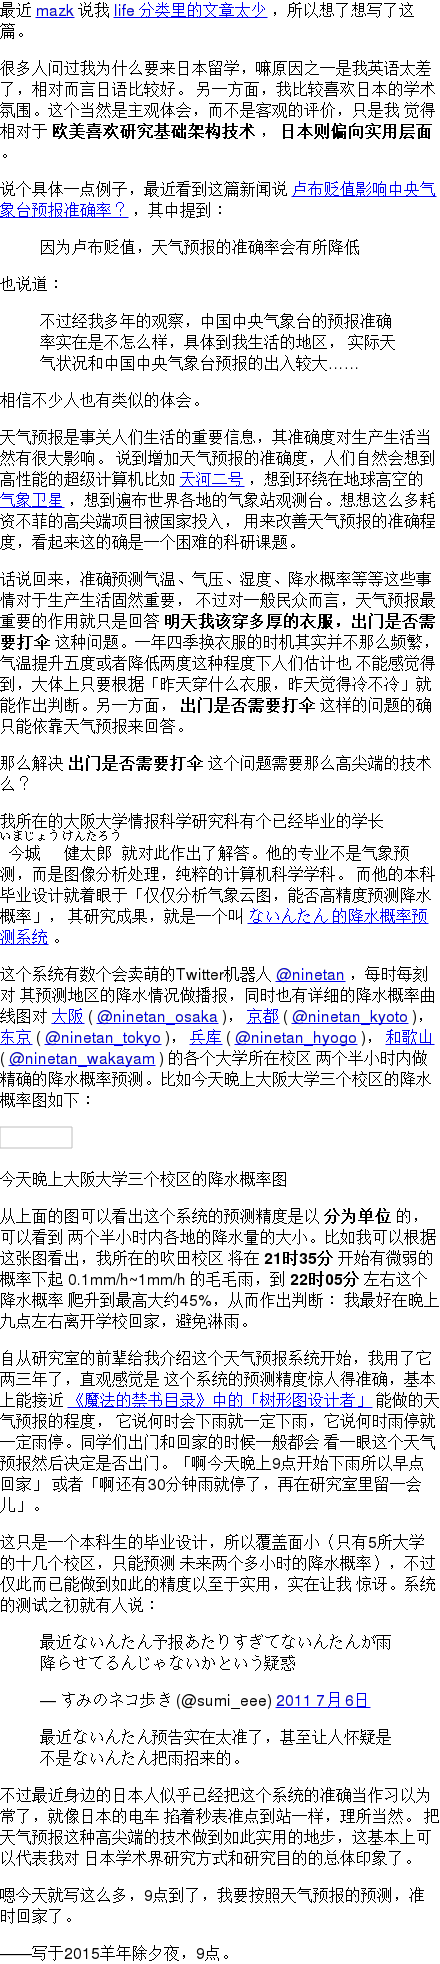 最近 mazk 说我 life 分类里的文章太少 ，所以想了想写了这
篇。
很多人问过我为什么要来日本留学，嘛原因之一是我英语太差
了，相对而言日语比较好。 另一方面，我比较喜欢日本的学术
氛围。这个当然是主观体会，而不是客观的评价，只是我 觉得
相对于 欧美喜欢研究基础架构技术 ， 日本则偏向实用层面
。
说个具体一点例子，最近看到这篇新闻说 卢布贬值影响中央气
象台预报准确率？ ，其中提到：
因为卢布贬值，天气预报的准确率会有所降低
也说道：
不过经我多年的观察，中国中央气象台的预报准确
率实在是不怎么样，具体到我生活的地区， 实际天
气状况和中国中央气象台预报的出入较大……
相信不少人也有类似的体会。
天气预报是事关人们生活的重要信息，其准确度对生产生活当
然有很大影响。 说到增加天气预报的准确度，人们自然会想到
高性能的超级计算机比如 天河二号 ，想到环绕在地球高空的
气象卫星 ，想到遍布世界各地的气象站观测台。想想这么多耗
资不菲的高尖端项目被国家投入， 用来改善天气预报的准确程
度，看起来这的确是一个困难的科研课题。
话说回来，准确预测气温、气压、湿度、降水概率等等这些事
情对于生产生活固然重要， 不过对一般民众而言，天气预报最
重要的作用就只是回答 明天我该穿多厚的衣服，出门是否需
要打伞 这种问题。一年四季换衣服的时机其实并不那么频繁，
气温提升五度或者降低两度这种程度下人们估计也 不能感觉得
到，大体上只要根据「昨天穿什么衣服，昨天觉得冷不冷」就
能作出判断。另一方面， 出门是否需要打伞 这样的问题的确
只能依靠天气预报来回答。
那么解决 出门是否需要打伞 这个问题需要那么高尖端的技术
么？
我所在的大阪大学情报科学研究科有个已经毕业的学长
いまじょう けんたろう
今城 健太郎 就对此作出了解答。他的专业不是气象预
测，而是图像分析处理，纯粹的计算机科学学科。 而他的本科
毕业设计就着眼于「仅仅分析气象云图，能否高精度预测降水
概率」， 其研究成果，就是一个叫 ないんたん 的降水概率预
测系统 。
这个系统有数个会卖萌的Twitter机器人 @ninetan ，每时每刻
对 其预测地区的降水情况做播报，同时也有详细的降水概率曲
线图对 大阪 ( @ninetan_osaka )， 京都 ( @ninetan_kyoto )，
东京 ( @ninetan_tokyo )， 兵库 ( @ninetan_hyogo )， 和歌山
( @ninetan_wakayam ) 的各个大学所在校区 两个半小时内做
精确的降水概率预测。比如今天晚上大阪大学三个校区的降水
概率图如下：
今天晚上大阪大学三个校区的降水概率图
从上面的图可以看出这个系统的预测精度是以 分为单位 的，
可以看到 两个半小时内各地的降水量的大小。比如我可以根据
这张图看出，我所在的吹田校区 将在 21时35分 开始有微弱的
概率下起 0.1mm/h~1mm/h 的毛毛雨，到 22时05分 左右这个
降水概率 爬升到最高大约45%，从而作出判断： 我最好在晚上
九点左右离开学校回家，避免淋雨。
自从研究室的前辈给我介绍这个天气预报系统开始，我用了它
两三年了，直观感觉是 这个系统的预测精度惊人得准确，基本
上能接近 《魔法的禁书目录》中的「树形图设计者」 能做的天
气预报的程度， 它说何时会下雨就一定下雨，它说何时雨停就
一定雨停。同学们出门和回家的时候一般都会 看一眼这个天气
预报然后决定是否出门。「啊今天晚上9点开始下雨所以早点
回家」 或者「啊还有30分钟雨就停了，再在研究室里留一会
儿」。
这只是一个本科生的毕业设计，所以覆盖面小（只有5所大学
的十几个校区，只能预测 未来两个多小时的降水概率），不过
仅此而已能做到如此的精度以至于实用，实在让我 惊讶。系统
的测试之初就有人说：
最近ないんたん予报あたりすぎてないんたんが雨
降らせてるんじゃないかという疑惑
— すみのネコ歩き (@sumi_eee) 2011 7月 6日
最近ないんたん预告实在太准了，甚至让人怀疑是
不是ないんたん把雨招来的。
不过最近身边的日本人似乎已经把这个系统的准确当作习以为
常了，就像日本的电车 掐着秒表准点到站一样，理所当然。 把
天气预报这种高尖端的技术做到如此实用的地步，这基本上可
以代表我对 日本学术界研究方式和研究目的的总体印象了。
嗯今天就写这么多，9点到了，我要按照天气预报的预测，准
时回家了。
——写于2015羊年除夕夜，9点。